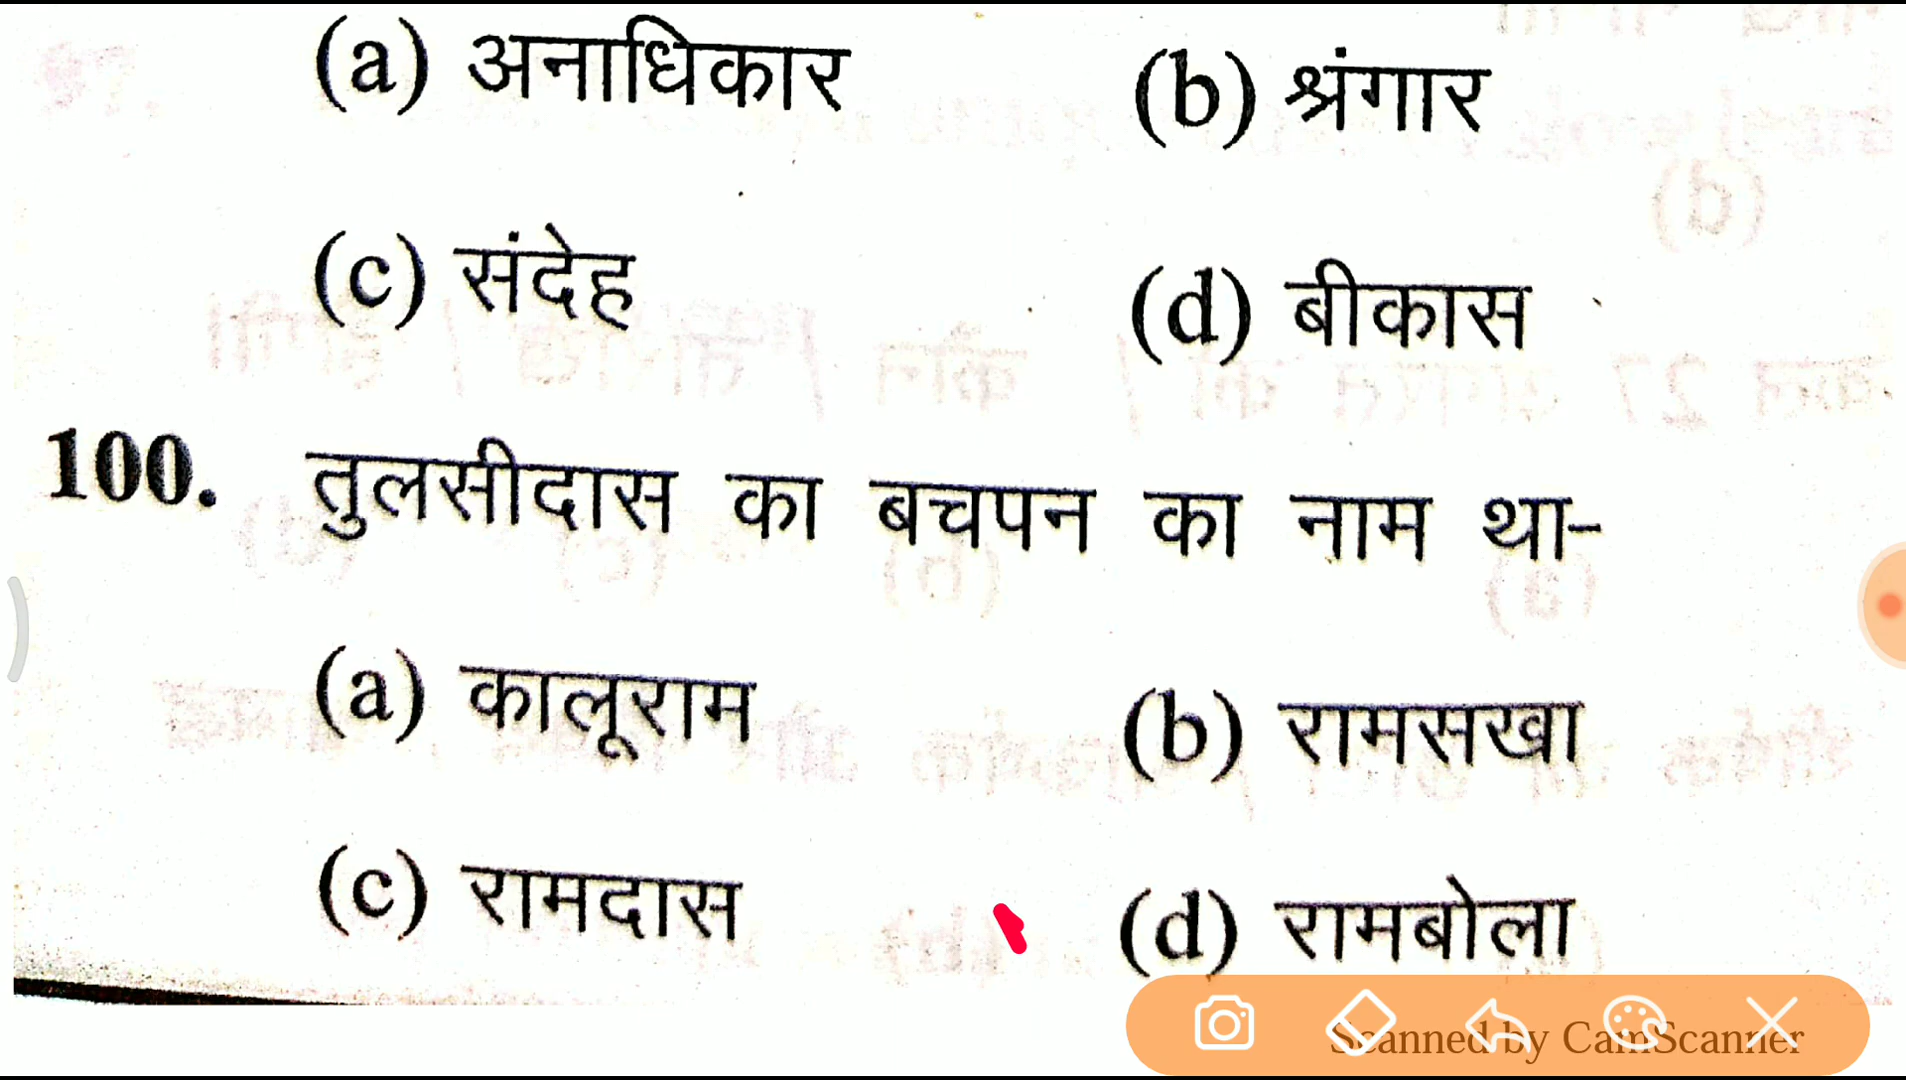 (a) अनाधिकार (b) श्रंगार
(c) संदेह (d) बीकास
100. तुलसीदास का बचपन का नाम था-
(a) कालूराम (b) रामसखा
(c) रामदास (d) रामबोला
Scanned by CamScanner